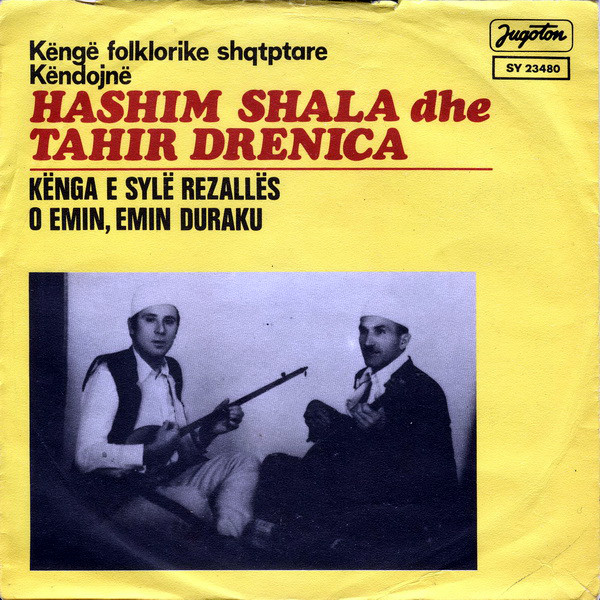 Këngë folklorike shqtptare
Këndojnë
HASHIM SHALA dhe
TAHIR DRENICA
KËNGA E SYLË REZALLËS
O EMIN, EMIN DURAKU
Jugoton
SY 23480